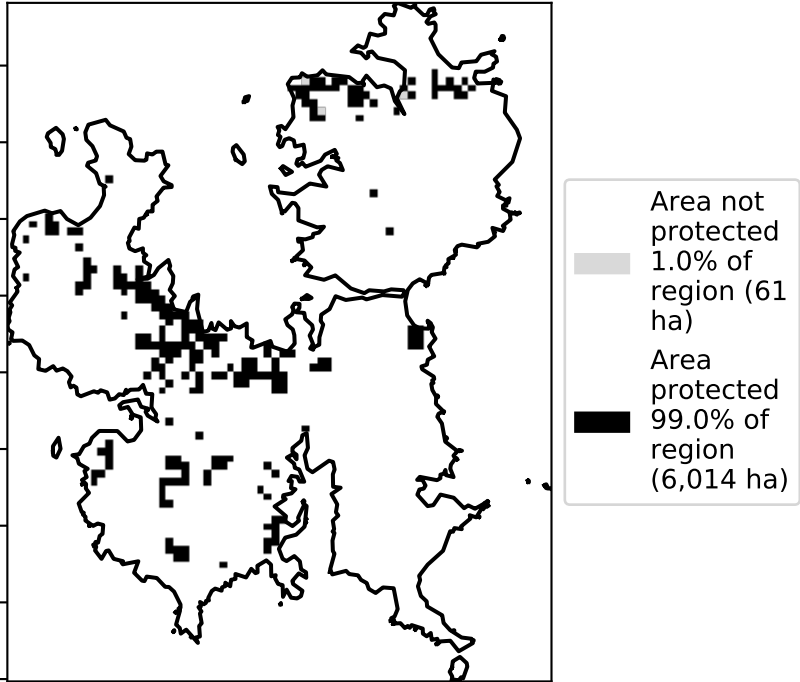 Area not
protected
1.0% of
region (61
ha)
Area
protected
99.0% of
region
(6,014 ha)